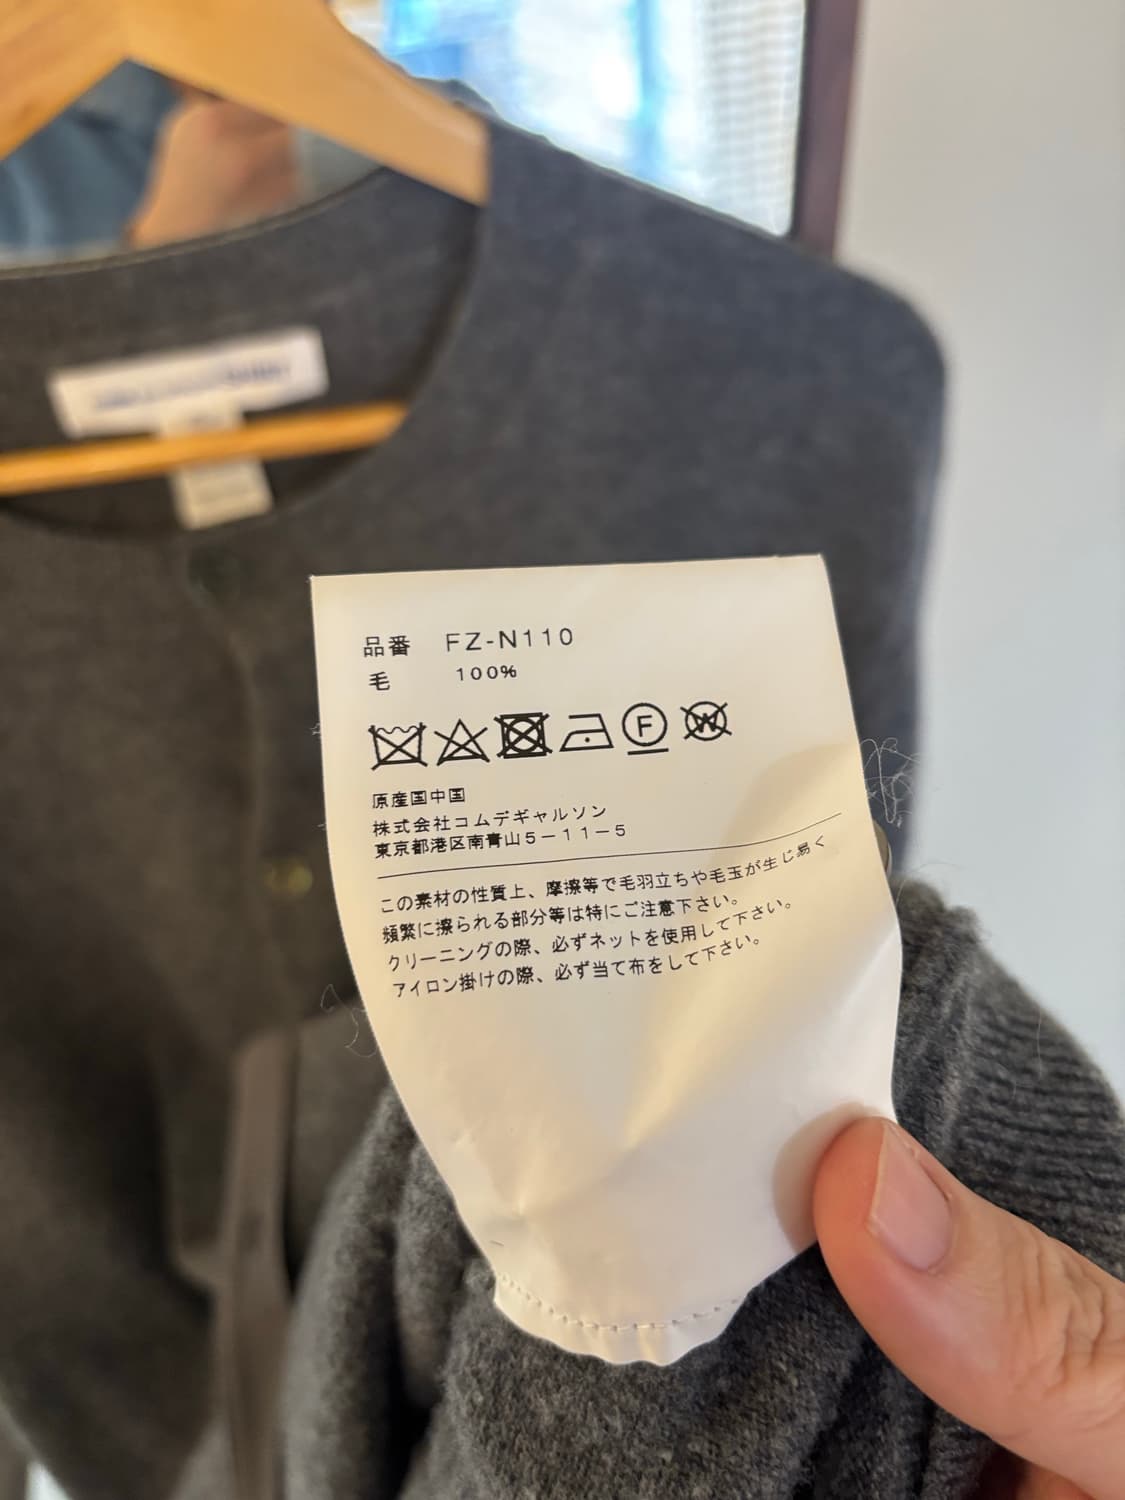 品番 FZ-N110
毛 100%
F W
原産国中国
株式会社コムデギャルソン
東京都港区南青山5-11-5
この素材の性質上、摩擦等で毛羽立ちや毛玉が生じ易く
頻繁に擦られる部分等は特にご注意下さい。
クリーニングの際、必ずネットを使用して下さい。
アイロン掛けの際、必ず当て布をして下さい。